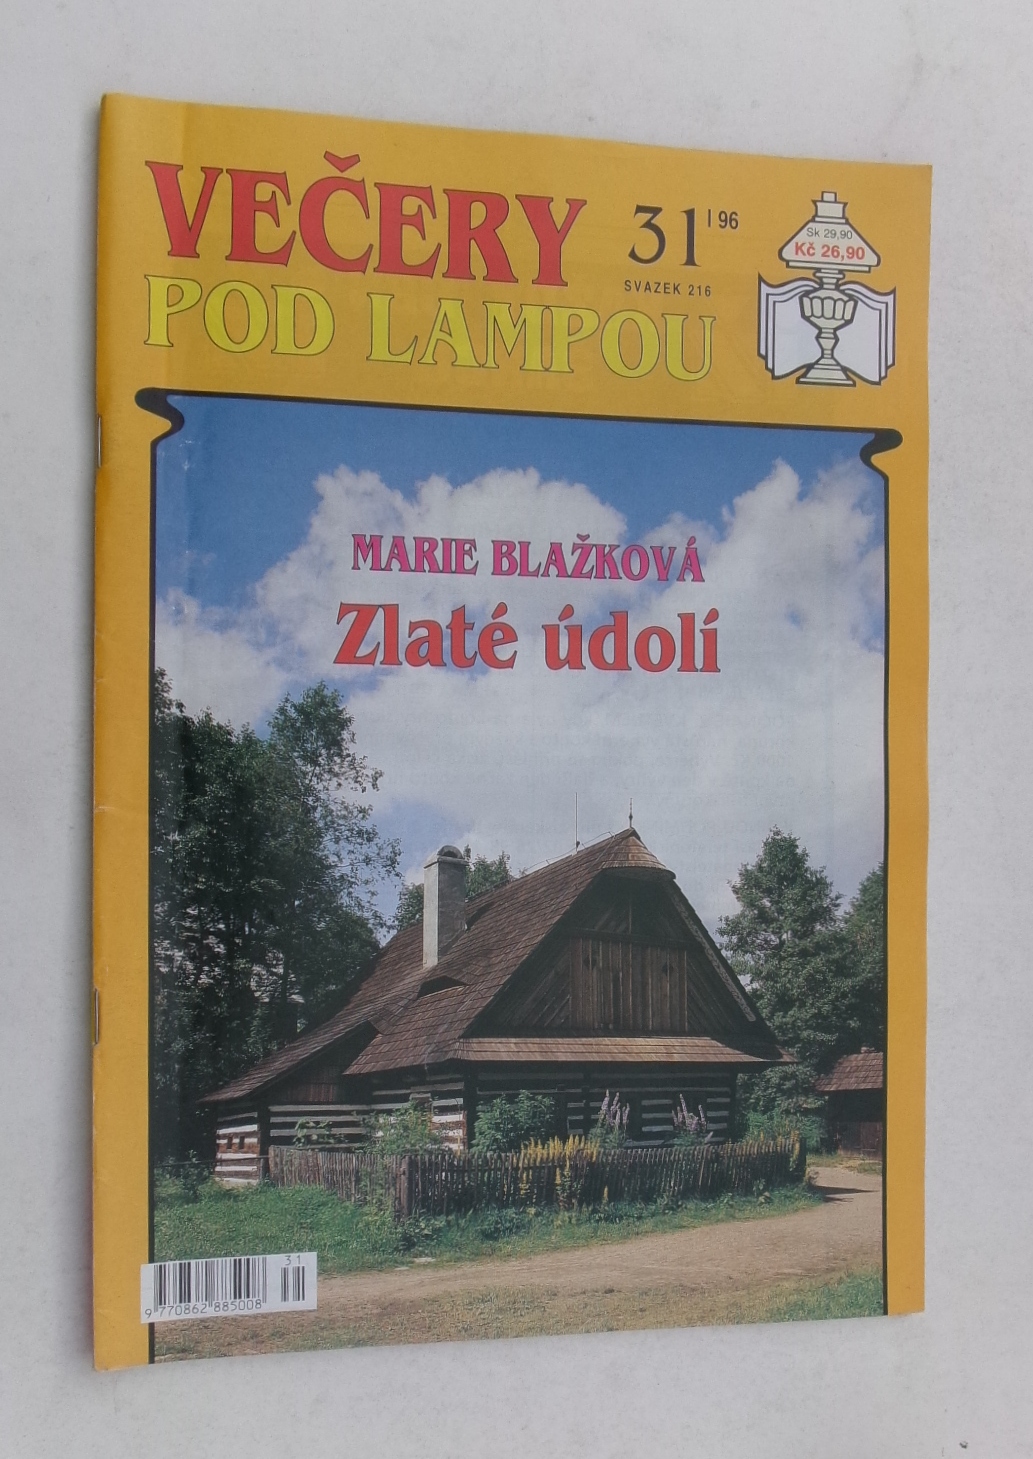 VEČERY
POD LAMPOU
31 | 96
SVAZEK 216
Sk 29,90
Kč 26,90
MARIE BLAŽKOVÁ
Zlaté údolí
31
9 770862 885008